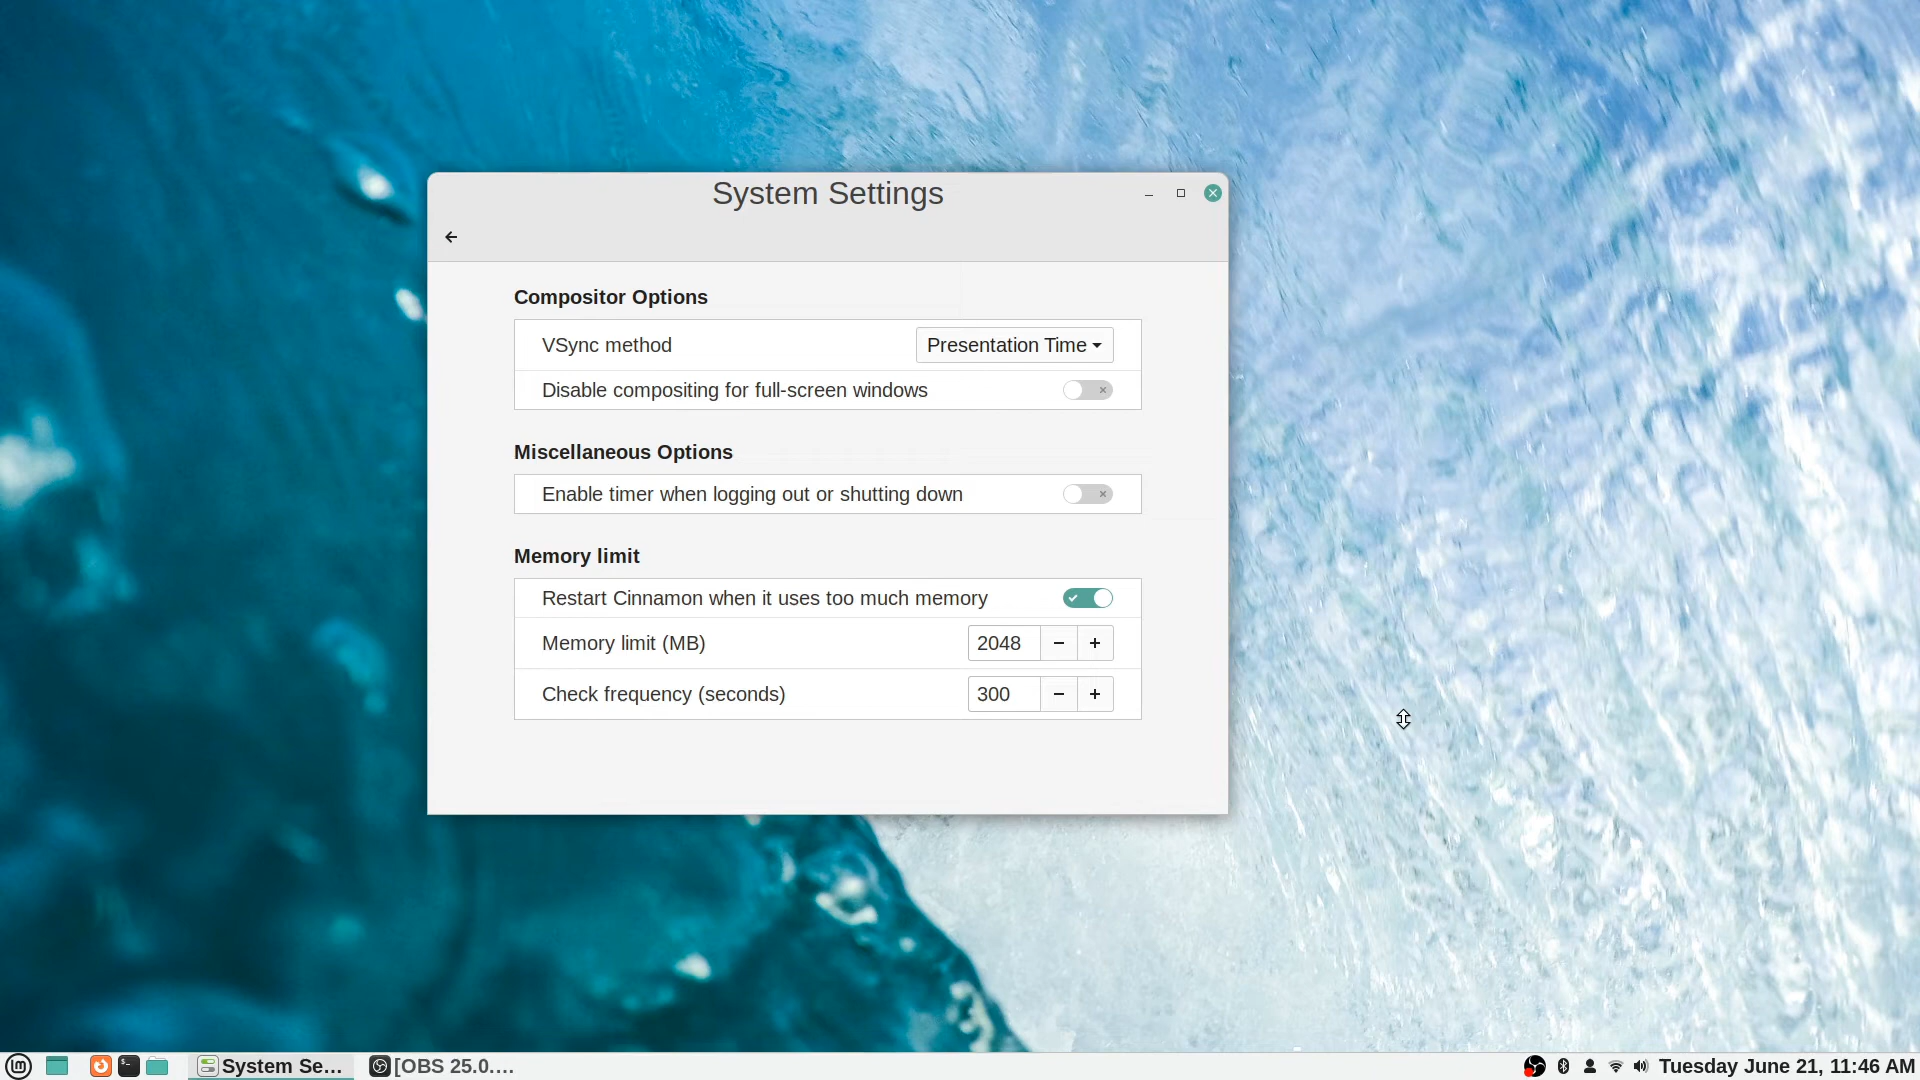 System Settings
Compositor Options
VSync method
Presentation Time
Disable compositing for full-screen windows
Miscellaneous Options
Enable timer when logging out or shutting down
Memory limit
Restart Cinnamon when it uses too much memory
Memory limit (MB)
2048
Check frequency (seconds)
300
System Se...
[OBS 25.0....
Tuesday June 21, 11:46 AM